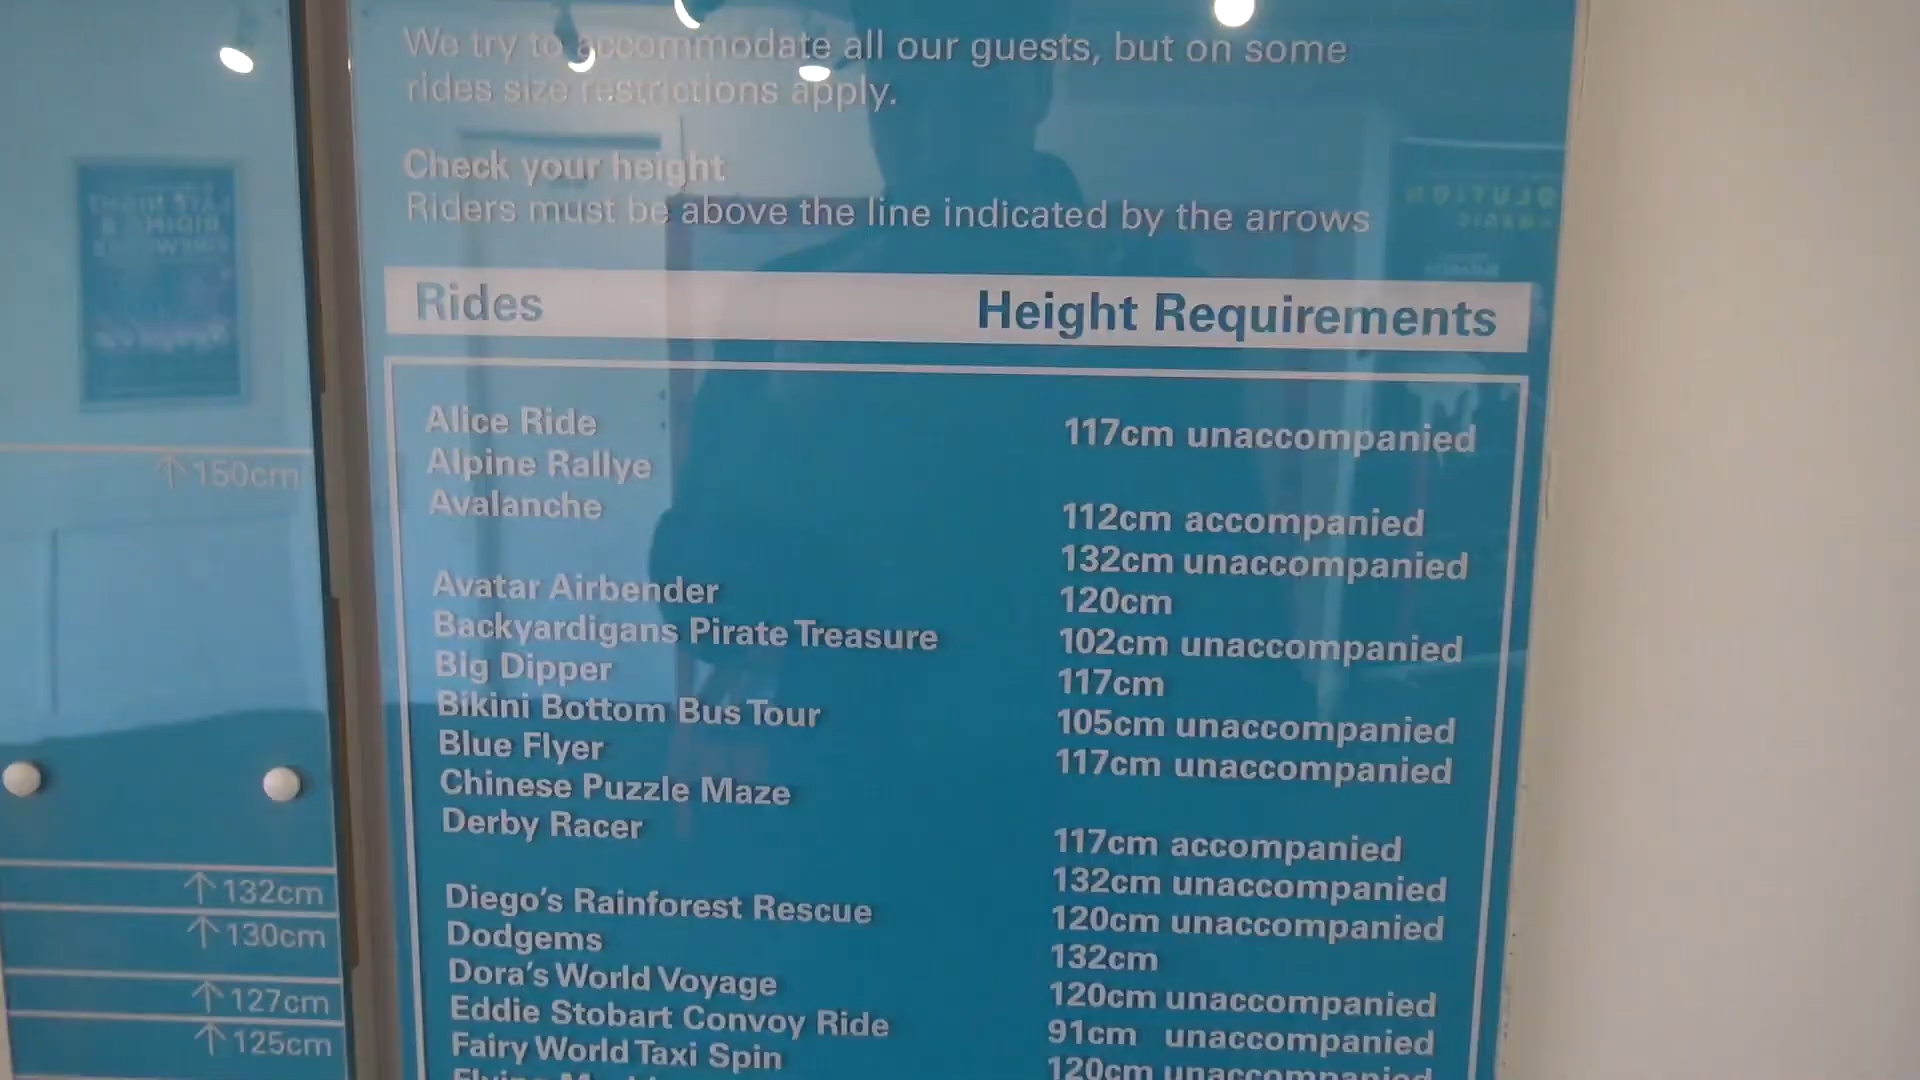 We try to accommodate all our guests, but on some
rides size restrictions apply.
Check your height
Riders must be above the line indicated by the arrows
Rides Height Requirements
Alice Ride 117cm unaccompanied
Alpine Rallye
Avalanche 112cm accompanied
132cm unaccompanied
Avatar Airbender 120cm
Backyardigans Pirate Treasure 102cm unaccompanied
Big Dipper 117cm
Bikini Bottom Bus Tour 105cm unaccompanied
Blue Flyer 117cm unaccompanied
Chinese Puzzle Maze
Derby Racer 117cm accompanied
132cm unaccompanied
Diego's Rainforest Rescue 120cm unaccompanied
Dodgems 132cm
Dora's World Voyage 120cm unaccompanied
Eddie Stobart Convoy Ride 91cm unaccompanied
Fairy World Taxi Spin 120cm unaccompanied
↑150cm
↑132cm
↑130cm
↑127cm
↑125cm